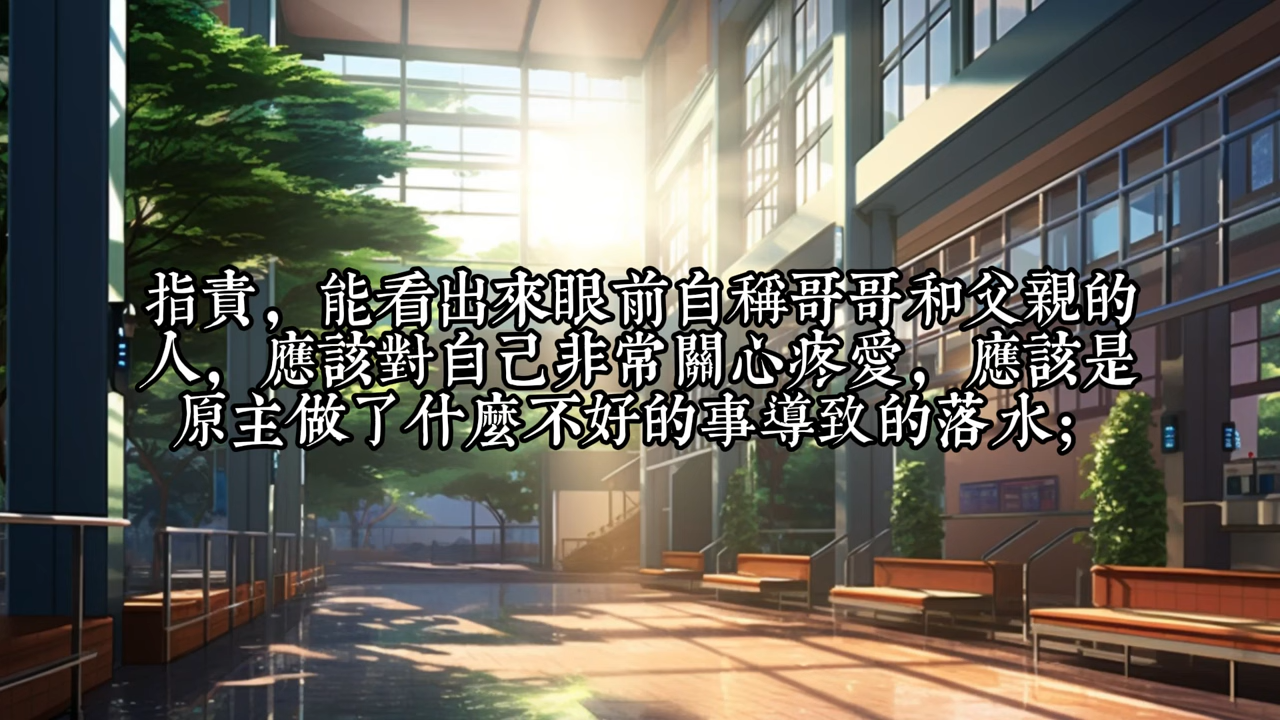 指責，能看出來眼前自稱哥哥和父親的
人，應該對自己非常關心疼愛，應該是
原主做了什麼不好的事導致的落水；